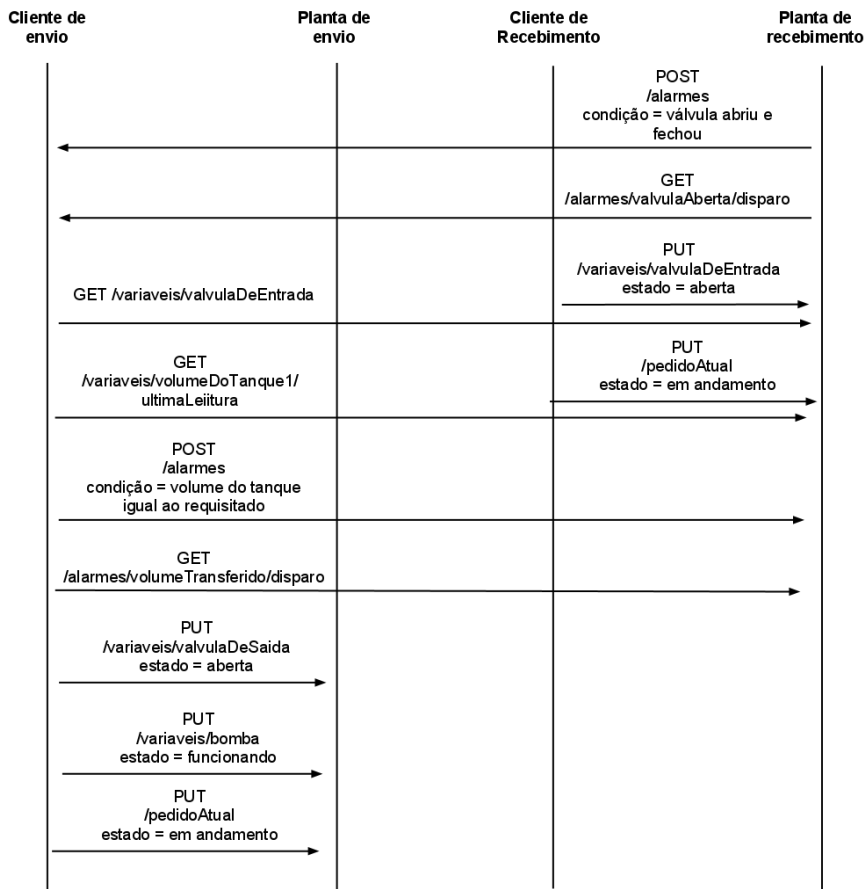 Cliente de
envio
Planta de
envio
Cliente de
Recebimento
Planta de
recebimento
POST
/alarmes
condição = válvula abriu e
fechou
GET
/alarmes/valvulaAberta/disparo
PUT
/variaveis/valvulaDeEntrada
estado = aberta
GET /variaveis/valvulaDeEntrada
PUT
/pedidoAtual
estado = em andamento
GET
/variaveis/volumeDoTanque1/
ultimaLeiitura
POST
/alarmes
condição = volume do tanque
igual ao requisitado
GET
/alarmes/volumeTransferido/disparo
PUT
/variaveis/valvulaDeSaida
estado = aberta
PUT
/variaveis/bomba
estado = funcionando
PUT
/pedidoAtual
estado = em andamento